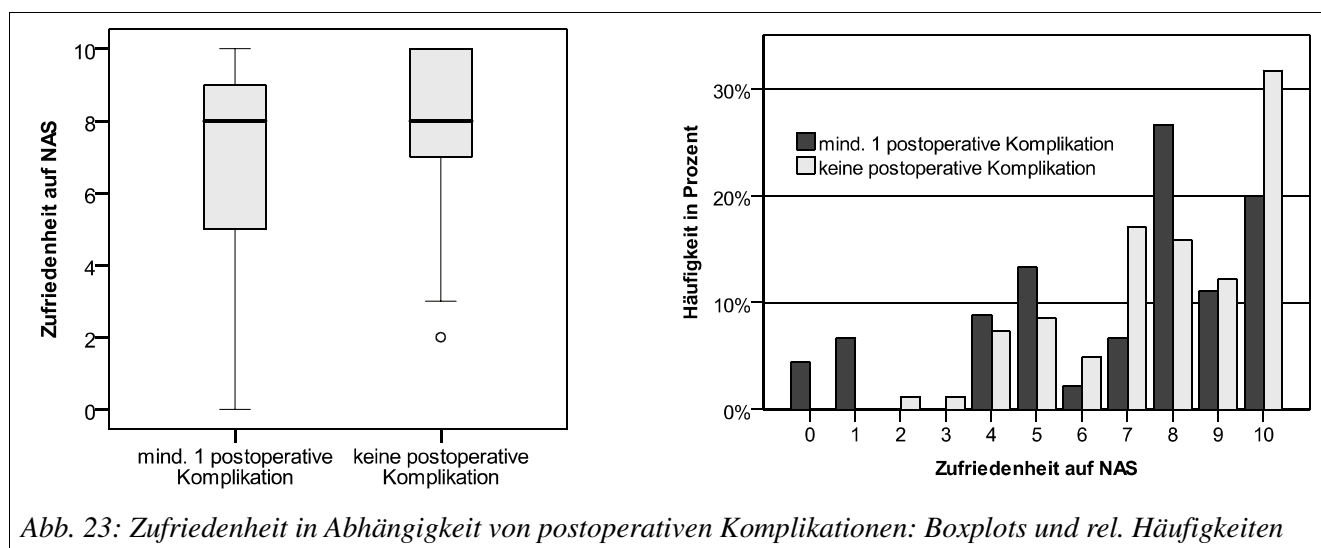 Zufriedenheit auf NAS
10
8
6
4
2
0
mind. 1 postoperative
Komplikation
keine postoperative
Komplikation
Häufigkeit in Prozent
30%
20%
10%
0%
mind. 1 postoperative Komplikation
keine postoperative Komplikation
0 1 2 3 4 5 6 7 8 9 10
Zufriedenheit auf NAS
Abb. 23: Zufriedenheit in Abhängigkeit von postoperativen Komplikationen: Boxplots und rel. Häufigkeiten